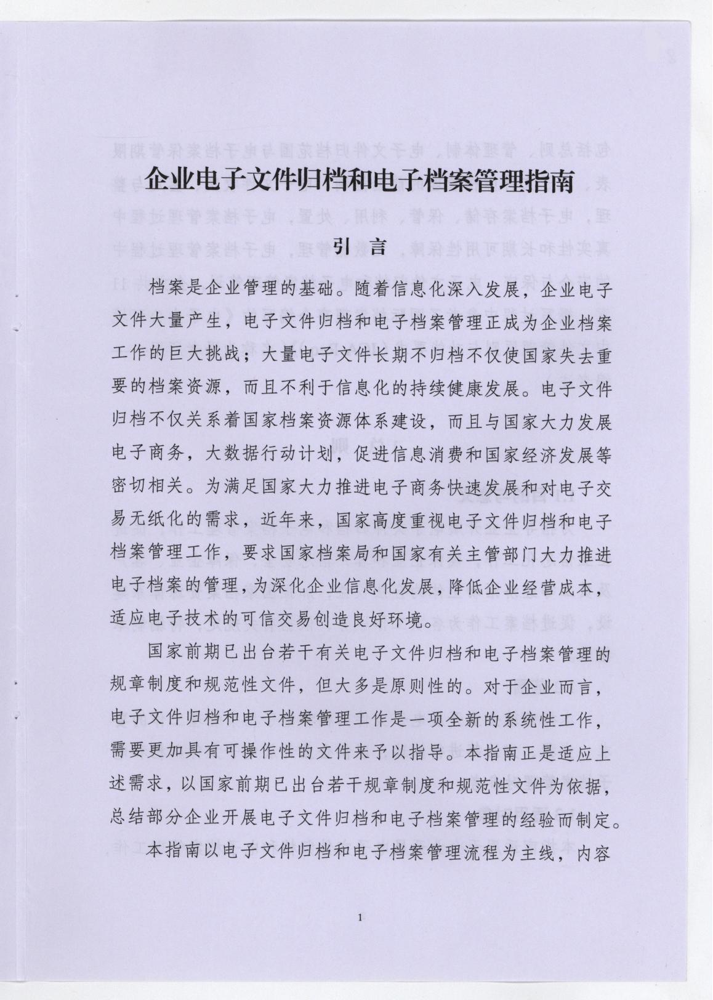 企业电子文件归档和电子档案管理指南
引 言
档案是企业管理的基础。随着信息化深入发展，企业电子
文件大量产生，电子文件归档和电子档案管理正成为企业档案
工作的巨大挑战；大量电子文件长期不归档不仅使国家失去重
要的档案资源，而且不利于信息化的持续健康发展。电子文件
归档不仅关系着国家档案资源体系建设，而且与国家大力发展
电子商务，大数据行动计划，促进信息消费和国家经济发展等
密切相关。为满足国家大力推进电子商务快速发展和对电子交
易无纸化的需求，近年来，国家高度重视电子文件归档和电子
档案管理工作，要求国家档案局和国家有关主管部门大力推进
电子档案的管理，为深化企业信息化发展，降低企业经营成本，
适应电子技术的可信交易创造良好环境。
国家前期已出台若干有关电子文件归档和电子档案管理的
规章制度和规范性文件，但大多是原则性的。对于企业而言，
电子文件归档和电子档案管理工作是一项全新的系统性工作，
需要更加具有可操作性的文件来予以指导。本指南正是适应上
述需求，以国家前期已出台若干规章制度和规范性文件为依据，
总结部分企业开展电子文件归档和电子档案管理的经验而制定。
本指南以电子文件归档和电子档案管理流程为主线，内容
1